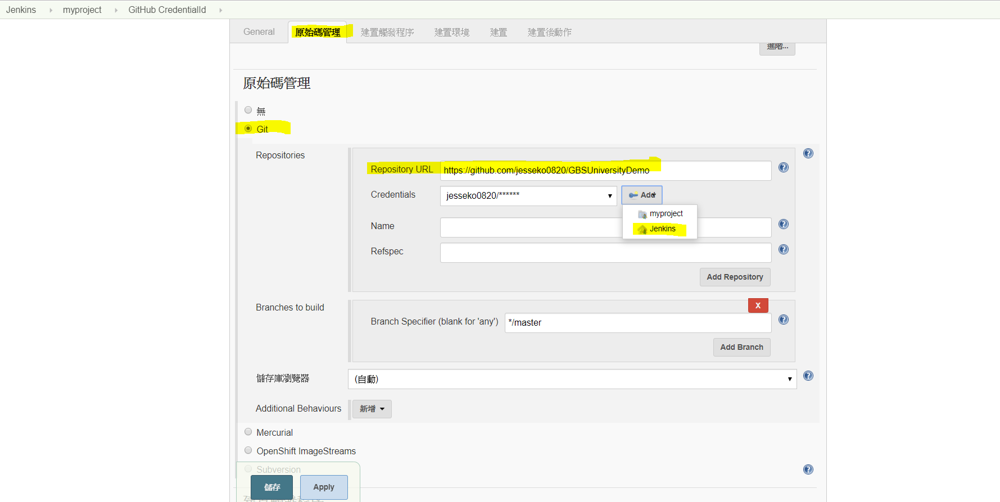 Jenkins myproject GitHub CredentialId
General 原始碼管理 建置觸發程序 建置環境 建置 建置後動作
進階...
原始碼管理
無
Git
Repositories
Repository URL https://github.com/jesseko0820/GBSUniversityDemo
Credentials jesseko0820/****** Add
myproject
Jenkins
Name
Refspec
Add Repository
Branches to build
X
Branch Specifier (blank for 'any') */master
Add Branch
儲存庫瀏覽器 (自動)
Additional Behaviours 新增
Mercurial
OpenShift ImageStreams
Subversion
儲存 Apply